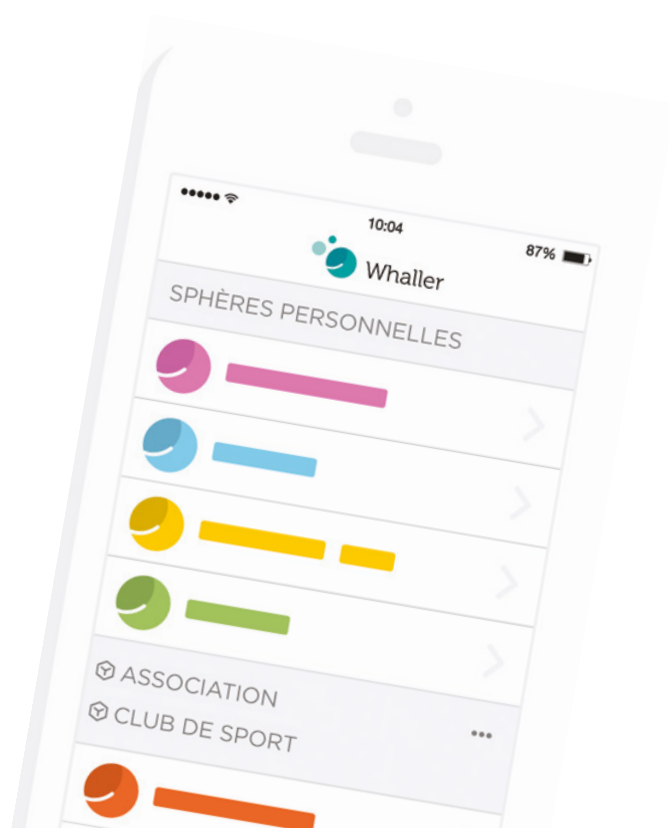 10:04
87%
Whaller
SPHÈRES PERSONNELLES
ASSOCIATION
CLUB DE SPORT